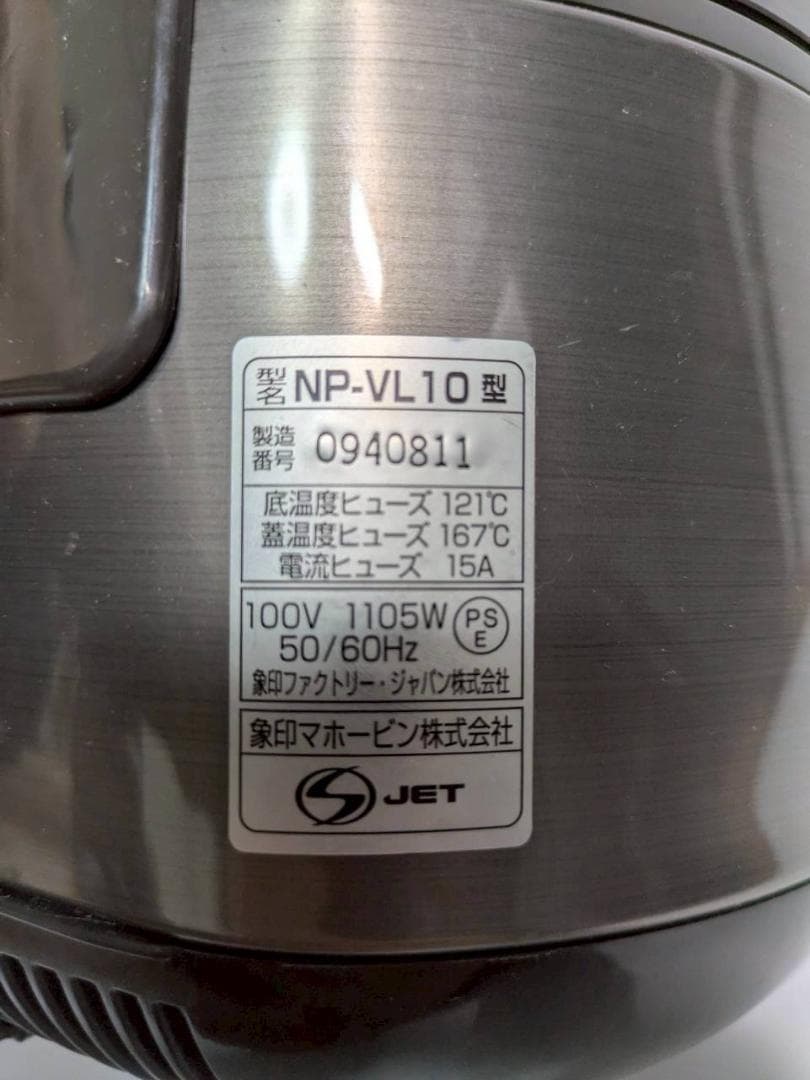 型名 NP-VL10 型
製造番号 0940811
底温度ヒューズ 121℃
蓋温度ヒューズ 167℃
電流ヒューズ 15A
100V 1105W
50/60Hz
PS
E
象印ファクトリー・ジャパン株式会社
象印マホービン株式会社
S JET